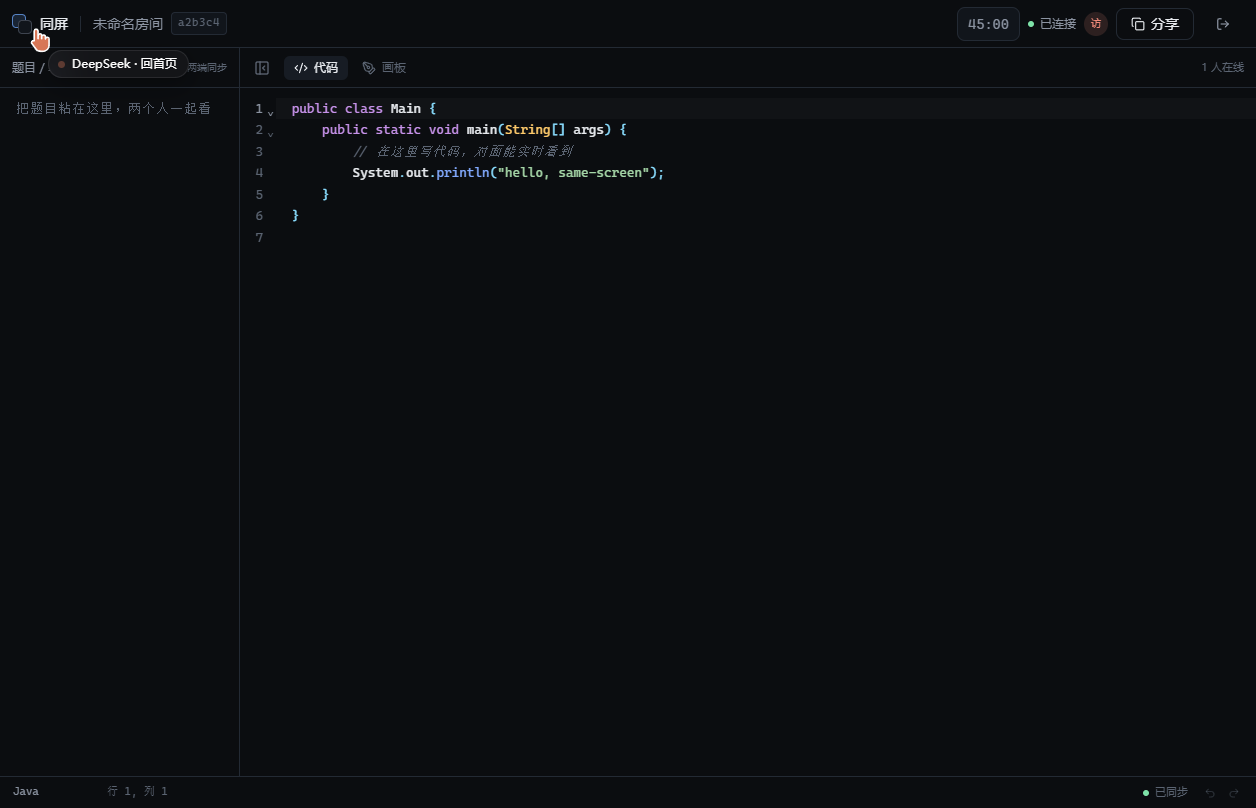 同屏 未命名房间 a2b3c4 45:00 已连接 访 分享
题目 / DeepSeek · 回首页 两端同步 代码 画板 1 人在线
把题目粘在这里，两个人一起看
1 public class Main {
2 public static void main(String[] args) {
3 // 在这里写代码，对面能实时看到
4 System.out.println("hello, same-screen");
5 }
6 }
7
Java 行 1, 列 1 已同步